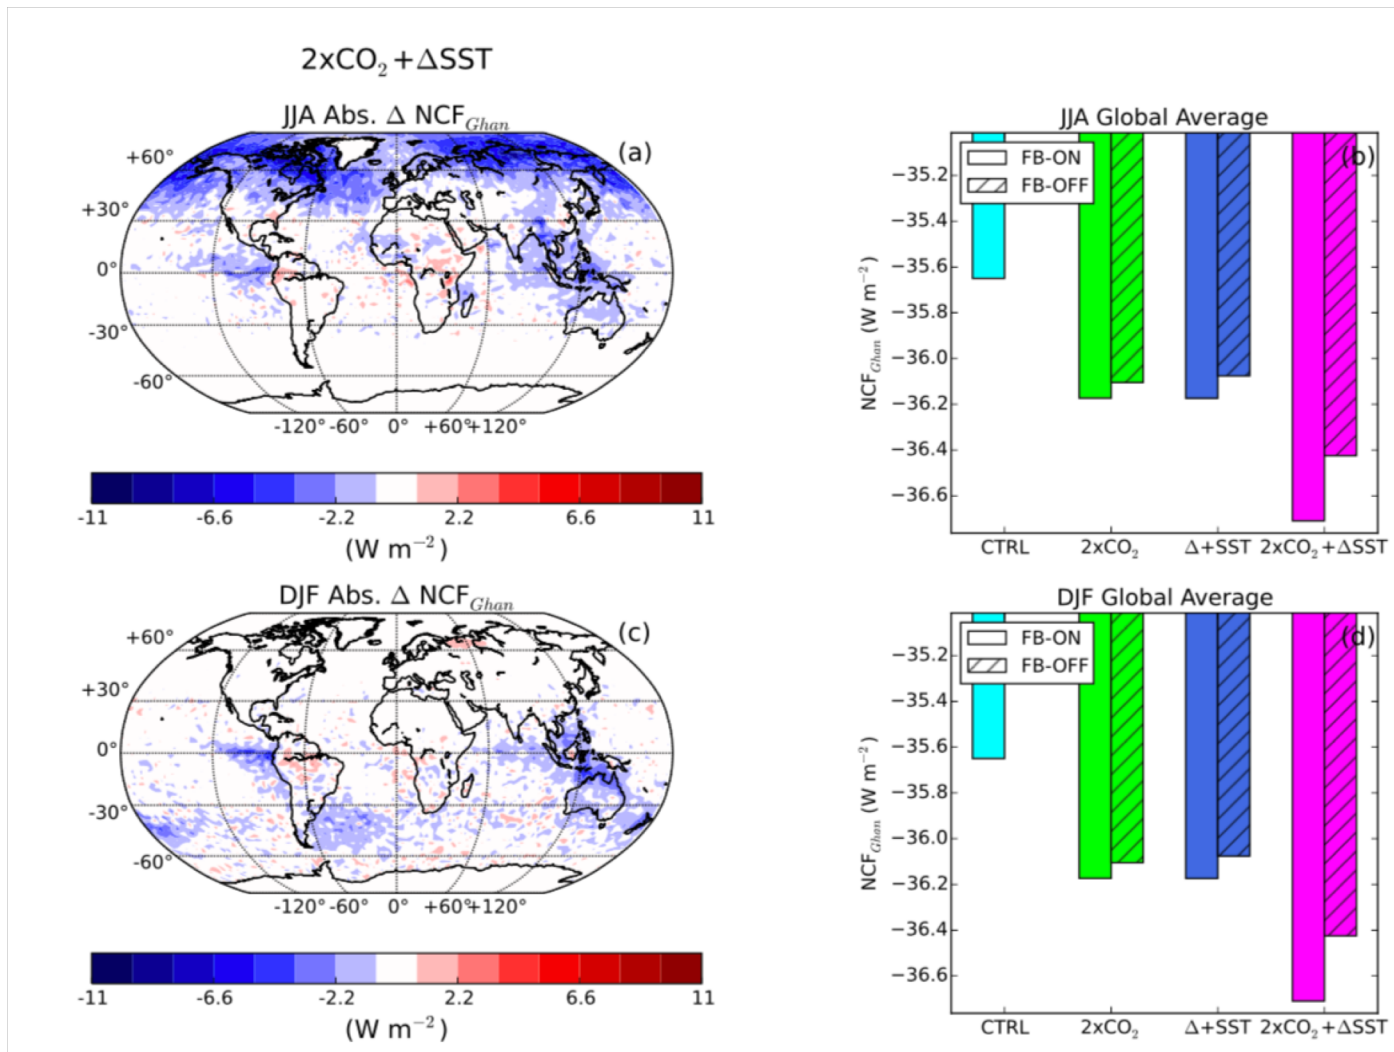 2xCO₂+ΔSST
JJA Abs. Δ NCF_Ghan
(a)
+60°
+30°
0°
-30°
-60°
-120° -60° 0° +60° +120°
-11 -6.6 -2.2 2.2 6.6 11
(W m⁻²)
JJA Global Average
(b)
FB-ON
FB-OFF
−35.2
−35.4
−35.6
−35.8
−36.0
−36.2
−36.4
−36.6
NCF_Ghan (W m⁻²)
CTRL 2xCO₂ Δ+SST 2xCO₂+ΔSST
DJF Abs. Δ NCF_Ghan
(c)
+60°
+30°
0°
-30°
-60°
-120° -60° 0° +60° +120°
-11 -6.6 -2.2 2.2 6.6 11
(W m⁻²)
DJF Global Average
(d)
FB-ON
FB-OFF
−35.2
−35.4
−35.6
−35.8
−36.0
−36.2
−36.4
−36.6
NCF_Ghan (W m⁻²)
CTRL 2xCO₂ Δ+SST 2xCO₂+ΔSST